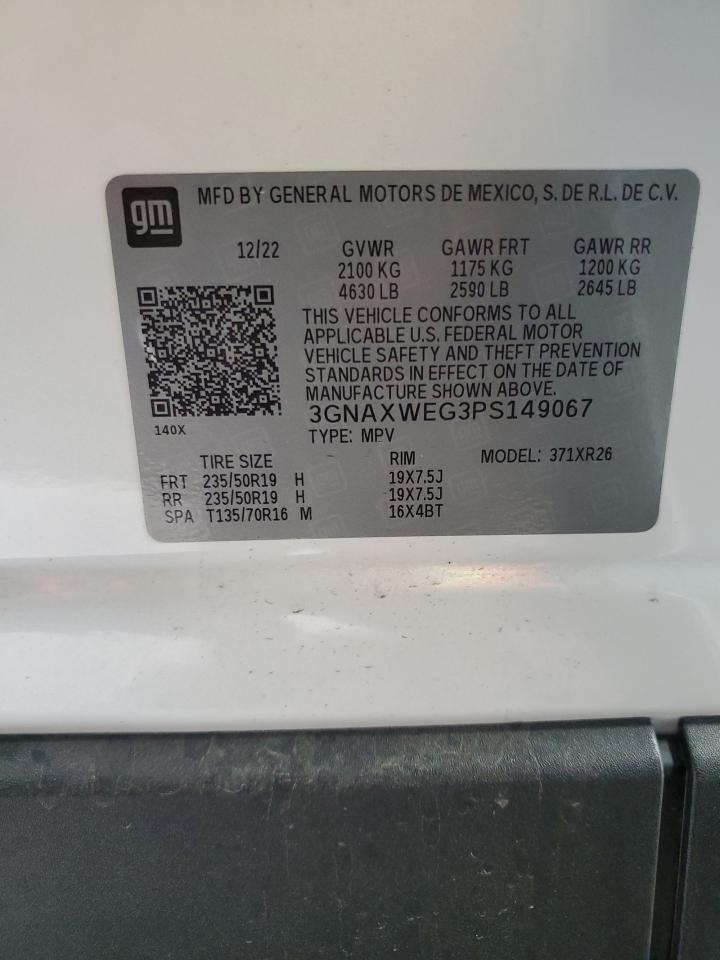 gm
MFD BY GENERAL MOTORS DE MEXICO, S. DE R.L. DE C.V.
12/22 GVWR GAWR FRT GAWR RR
2100 KG 1175 KG 1200 KG
4630 LB 2590 LB 2645 LB
THIS VEHICLE CONFORMS TO ALL
APPLICABLE U.S. FEDERAL MOTOR
VEHICLE SAFETY AND THEFT PREVENTION
STANDARDS IN EFFECT ON THE DATE OF
MANUFACTURE SHOWN ABOVE.
3GNAXWEG3PS149067
140X
TYPE: MPV
TIRE SIZE RIM MODEL: 371XR26
FRT 235/50R19 H 19X7.5J
RR 235/50R19 H 19X7.5J
SPA T135/70R16 M 16X4BT